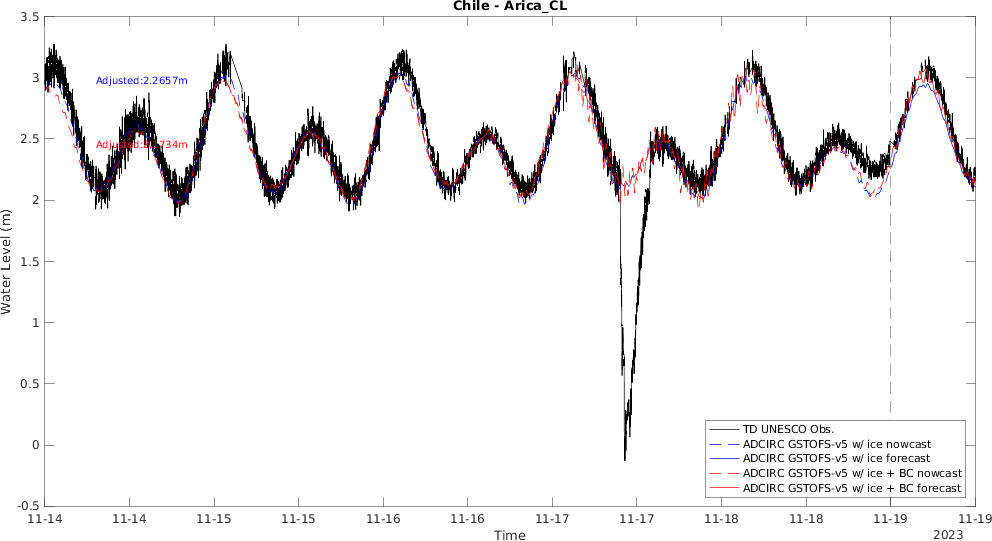 Chile - Arica_CL
3.5
3
2.5
2
1.5
1
0.5
0
-0.5
Water Level (m)
Adjusted:2.2657m
734m
TD UNESCO Obs.
ADCIRC GSTOFS-v5 w/ ice nowcast
ADCIRC GSTOFS-v5 w/ ice forecast
ADCIRC GSTOFS-v5 w/ ice + BC nowcast
ADCIRC GSTOFS-v5 w/ ice + BC forecast
11-14 11-14 11-15 11-15 11-16 11-16 11-17 11-17 11-18 11-18 11-19 11-19
Time
2023